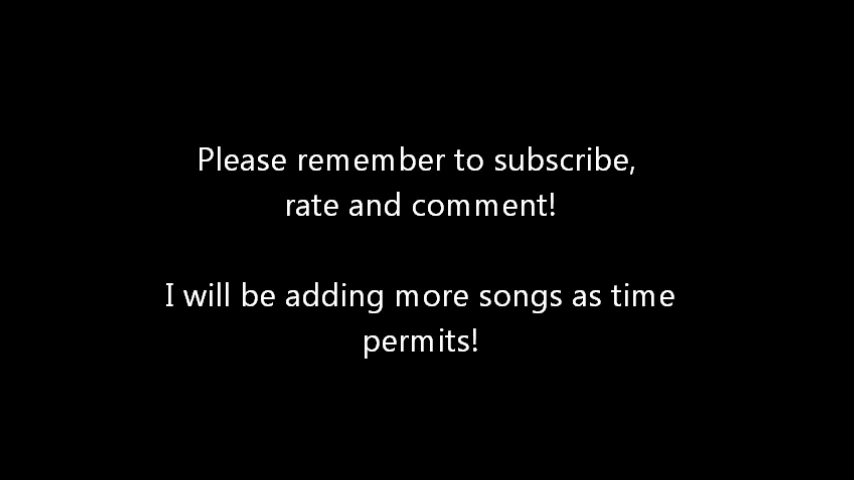 Please remember to subscribe,
rate and comment!
I will be adding more songs as time
permits!